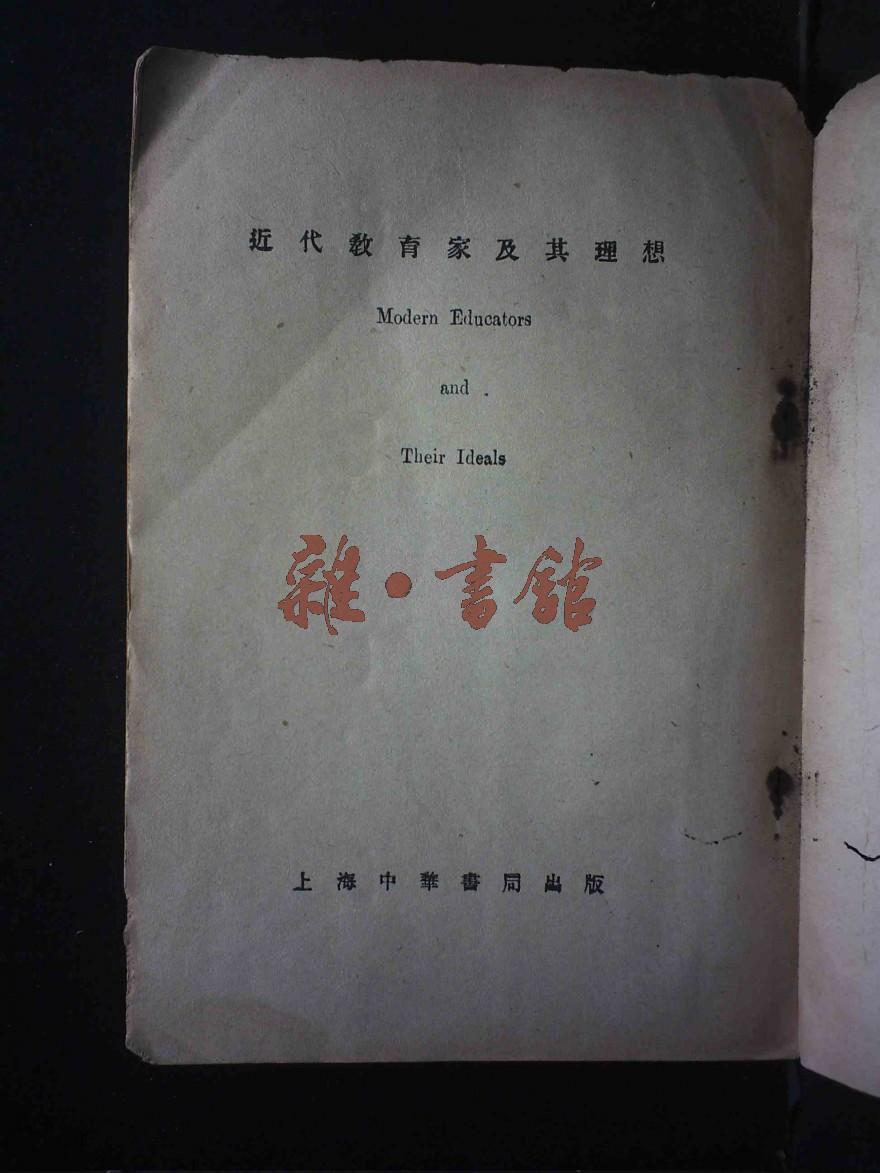 近代教育家及其理想
Modern Educators
and
Their Ideals
雜·書館
上海中華書局出版